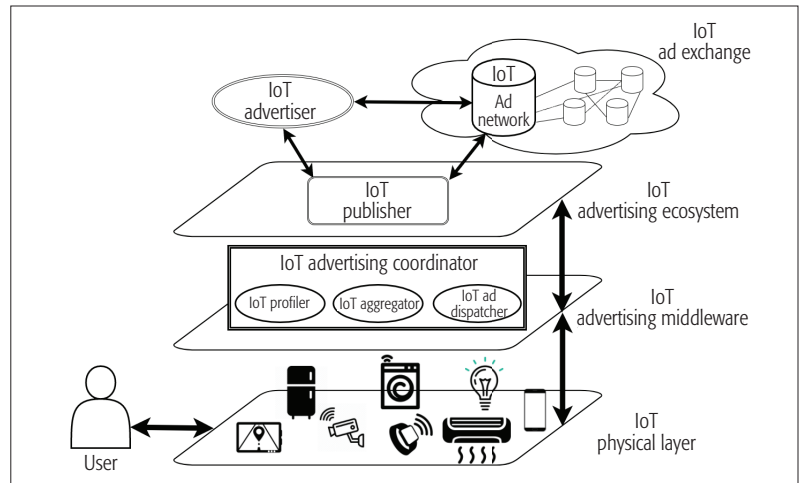 IoT
ad exchange
IoT
advertiser
IoT
Ad
network
IoT
publisher
IoT
advertising ecosystem
IoT advertising coordinator
IoT profiler
IoT aggregator
IoT ad
dispatcher
IoT
advertising middleware
User
IoT
physical layer